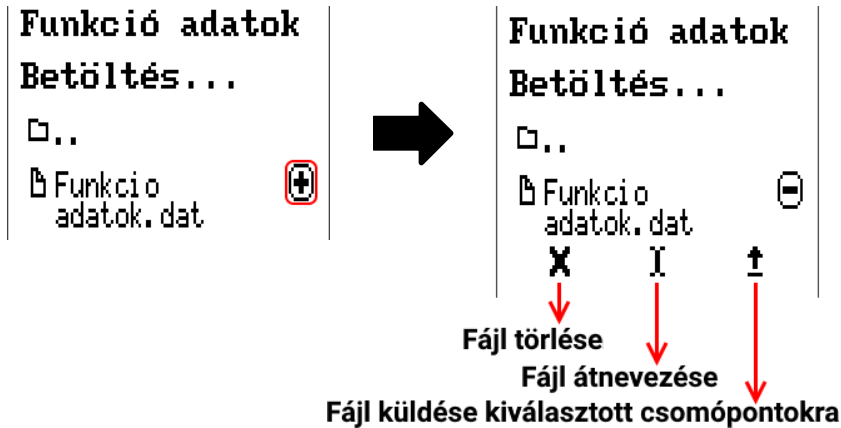 Funkció adatok
Betöltés...
..
Funkcio
adatok.dat
Funkció adatok
Betöltés...
..
Funkcio
adatok.dat
Fájl törlése
Fájl átnevezése
Fájl küldése kiválasztott csomópontokra